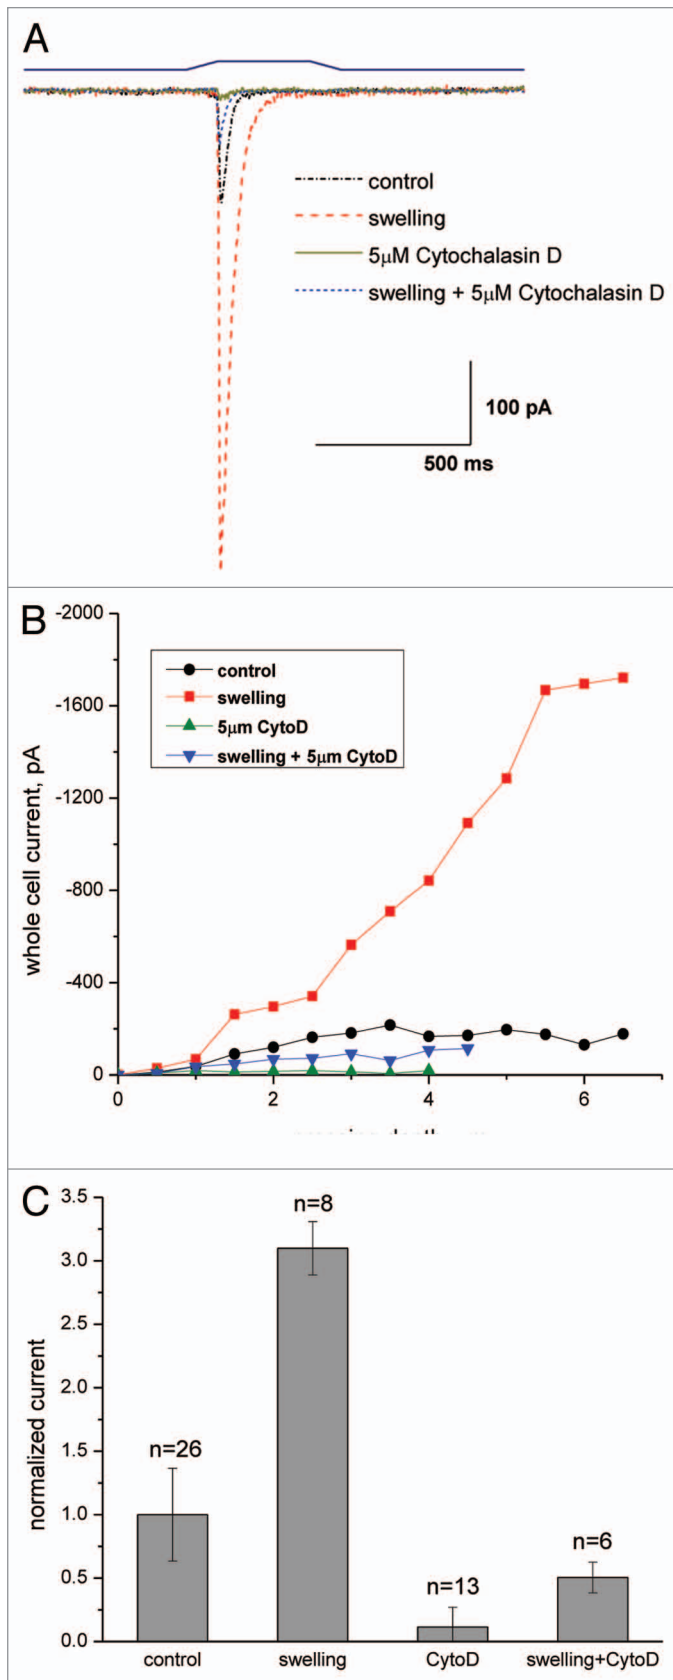 A
control
swelling
5μM Cytochalasin D
swelling + 5μM Cytochalasin D
100 pA
500 ms
B
-2000
-1600
-1200
-800
-400
0
whole cell current, pA
control
swelling
5μm CytoD
swelling + 5μm CytoD
0
2
4
6
C
3.5
3.0
2.5
2.0
1.5
1.0
0.5
0.0
normalized current
n=26
n=8
n=13
n=6
control
swelling
CytoD
swelling+CytoD